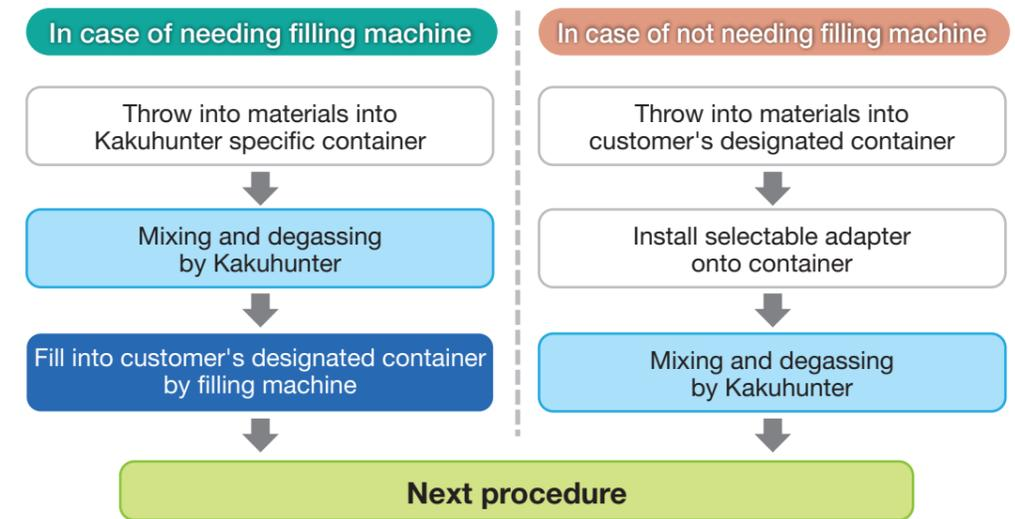 In case of needing filling machine
Throw into materials into
Kakuhunter specific container
Mixing and degassing
by Kakuhunter
Fill into customer's designated container
by filling machine
In case of not needing filling machine
Throw into materials into
customer's designated container
Install selectable adapter
onto container
Mixing and degassing
by Kakuhunter
Next procedure